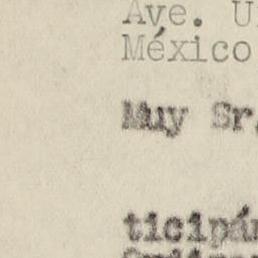 Ave. U
México
Muy Sr.
ticipán